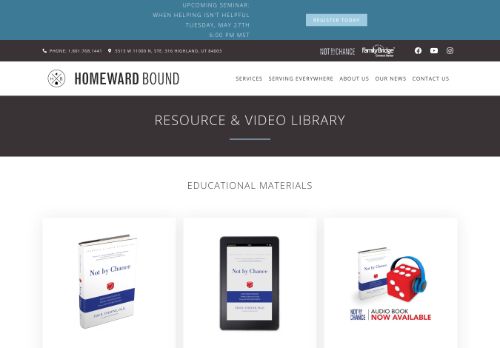 UPCOMING SEMINAR:
WHEN HELPING ISN'T HELPFUL
TUESDAY, MAY 27TH
6:00 PM MST
REGISTER TODAY
PHONE: 1.801.768.1441
5513 W 11000 N, STE. 316 HIGHLAND, UT 84003
NOT BY CHANCE
FamilyBridge
HOMEWARD BOUND
SERVICES
SERVING EVERYWHERE
ABOUT US
OUR NEWS
CONTACT US
RESOURCE & VIDEO LIBRARY
EDUCATIONAL MATERIALS
Not by Chance
Not by Chance
Not by Chance
NOT BY CHANCE
AUDIO BOOK
NOW AVAILABLE